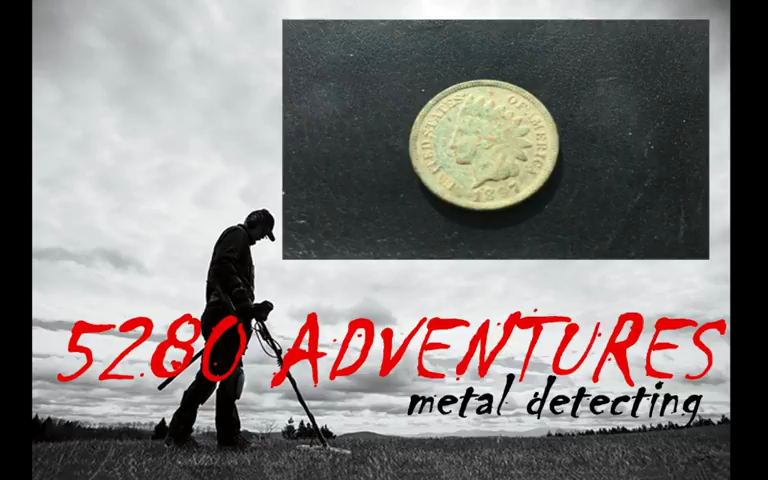 UNITED STATES OF AMERICA
1897
5280 ADVENTURES
metal detecting